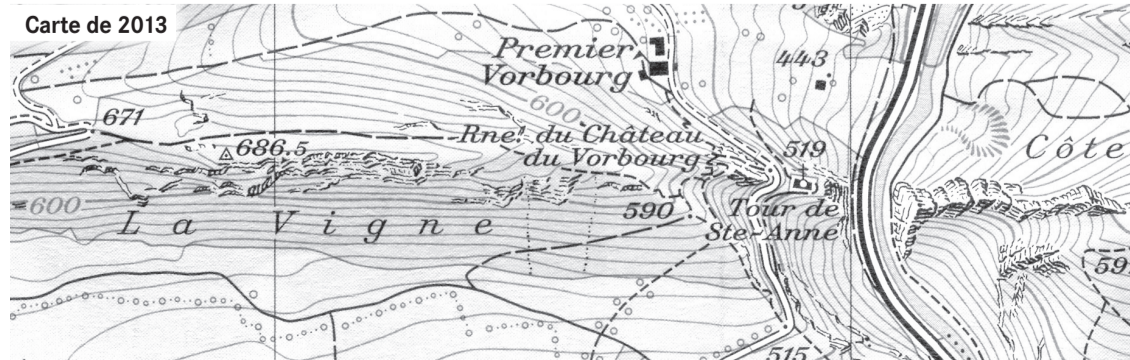 Carte de 2013
Premier
Vorbourg
443
671
600
Rne. du Château
du Vorbourg
519
686.5
Côte
600
La Vigne
590
Tour de
Ste-Anne
515